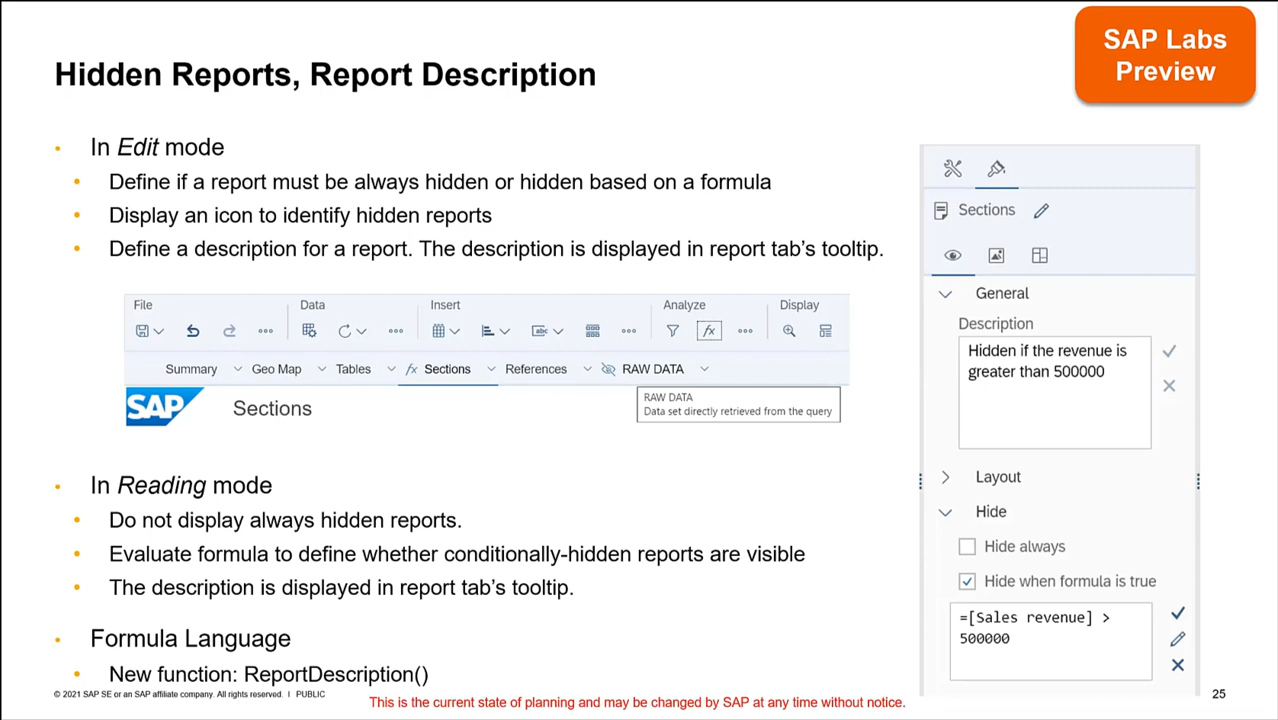 SAP Labs
Preview
Hidden Reports, Report Description
• In Edit mode
• Define if a report must be always hidden or hidden based on a formula
• Display an icon to identify hidden reports
• Define a description for a report. The description is displayed in report tab’s tooltip.
File Data Insert Analyze Display
abc fx
Summary Geo Map Tables fx Sections References RAW DATA
SAP Sections
RAW DATA
Data set directly retrieved from the query
• In Reading mode
• Do not display always hidden reports.
• Evaluate formula to define whether conditionally-hidden reports are visible
• The description is displayed in report tab’s tooltip.
• Formula Language
• New function: ReportDescription()
Sections
General
Description
Hidden if the revenue is
greater than 500000
Layout
Hide
Hide always
Hide when formula is true
=[Sales revenue] >
500000
© 2021 SAP SE or an SAP affiliate company. All rights reserved. I PUBLIC
This is the current state of planning and may be changed by SAP at any time without notice.
25